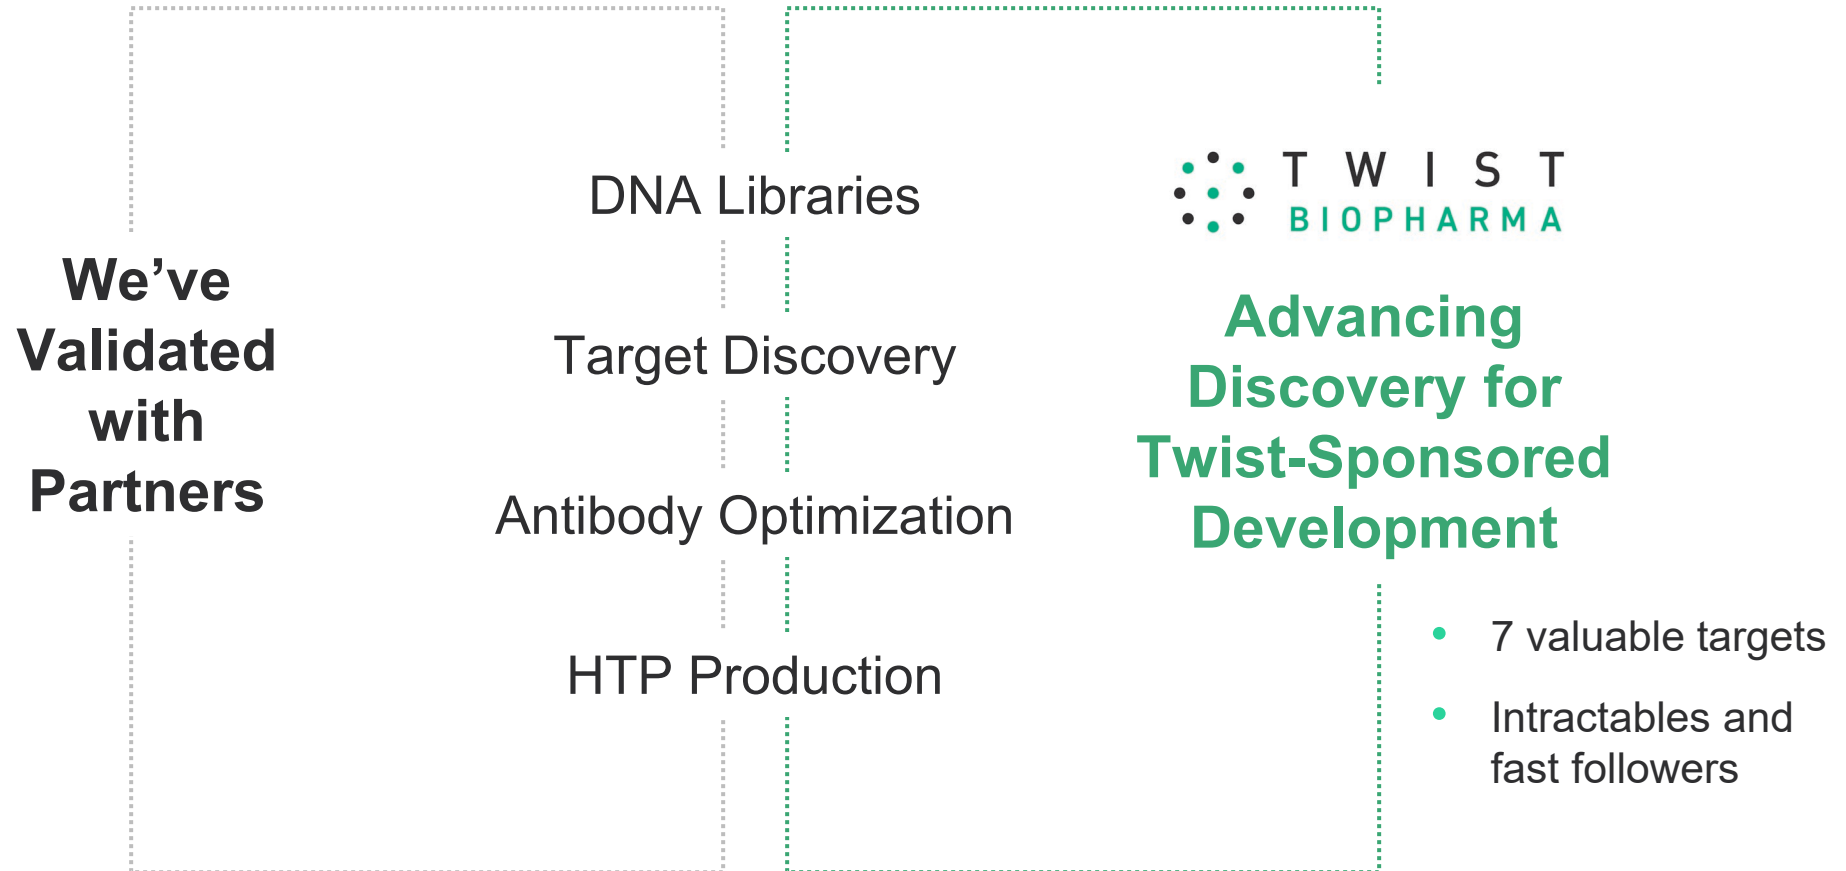 We’ve
Validated
with
Partners
DNA Libraries
Target Discovery
Antibody Optimization
HTP Production
TWIST
BIOPHARMA
Advancing
Discovery for
Twist-Sponsored
Development
• 7 valuable targets
• Intractables and
fast followers